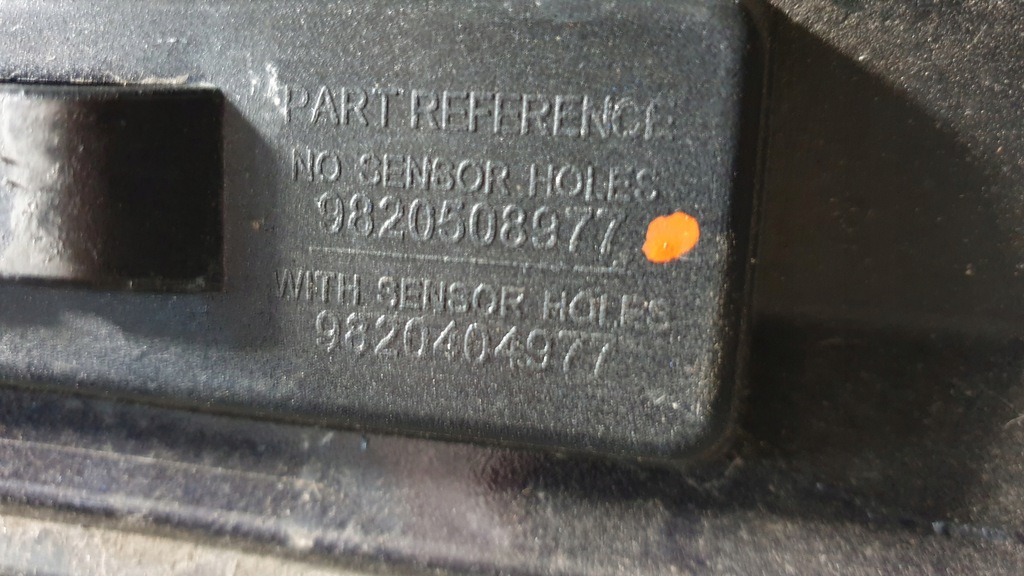 PART REFERENCE
NO SENSOR HOLES
9820508977
WITH SENSOR HOLES
9820404977